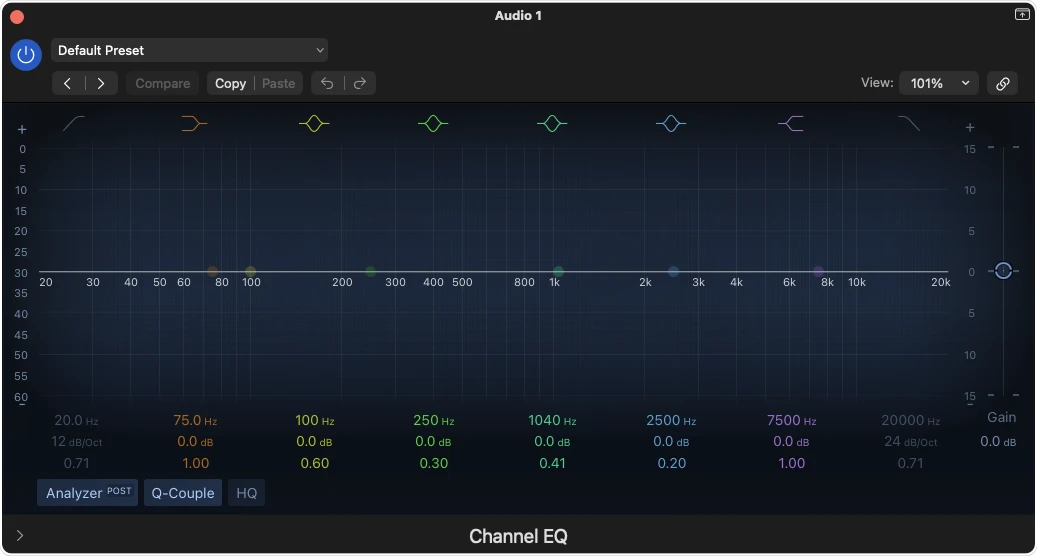 Audio 1
Default Preset
Compare Copy Paste View: 101%
+ +
0 15
5
10 10
15
20 5
25
30 0
20 30 40 50 60 80 100 200 300 400 500 800 1k 2k 3k 4k 6k 8k 10k 20k
35
40 5
45
50 10
55
60 15
- -
20.0 Hz 75.0 Hz 100 Hz 250 Hz 1040 Hz 2500 Hz 7500 Hz 20000 Hz Gain
12 dB/Oct 0.0 dB 0.0 dB 0.0 dB 0.0 dB 0.0 dB 0.0 dB 24 dB/Oct 0.0 dB
0.71 1.00 0.60 0.30 0.41 0.20 1.00 0.71
Analyzer POST Q-Couple HQ
Channel EQ